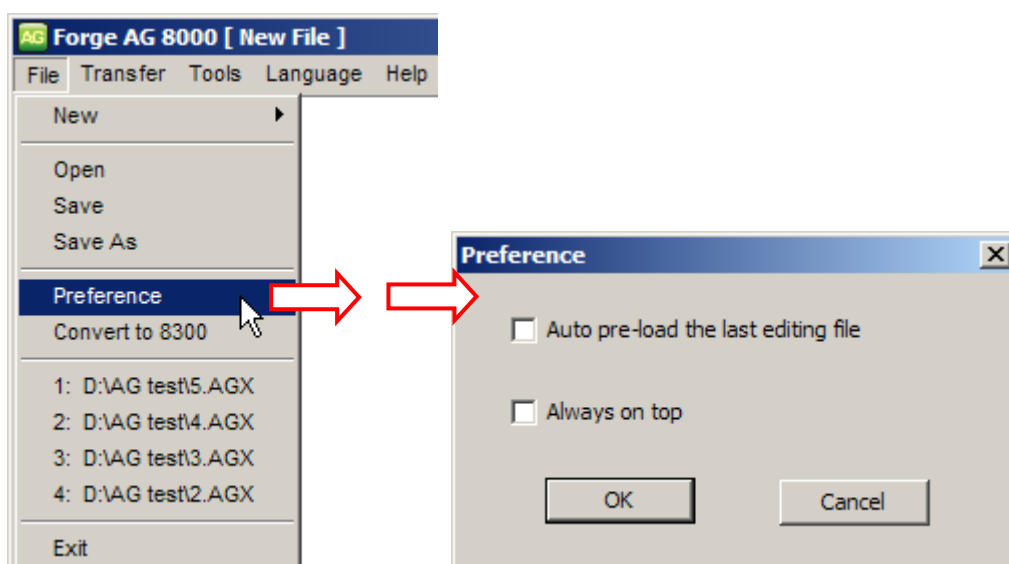 AG Forge AG 8000 [ New File ]
File Transfer Tools Language Help
New
Open
Save
Save As
Preference
Convert to 8300
1: D:\AG test\5.AGX
2: D:\AG test\4.AGX
3: D:\AG test\3.AGX
4: D:\AG test\2.AGX
Exit
Preference
Auto pre-load the last editing file
Always on top
OK Cancel